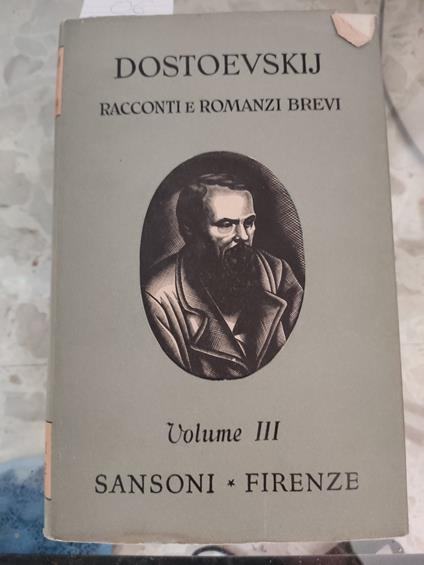 DOSTOEVSKIJ
RACCONTI E ROMANZI BREVI
Volume III
SANSONI * FIRENZE